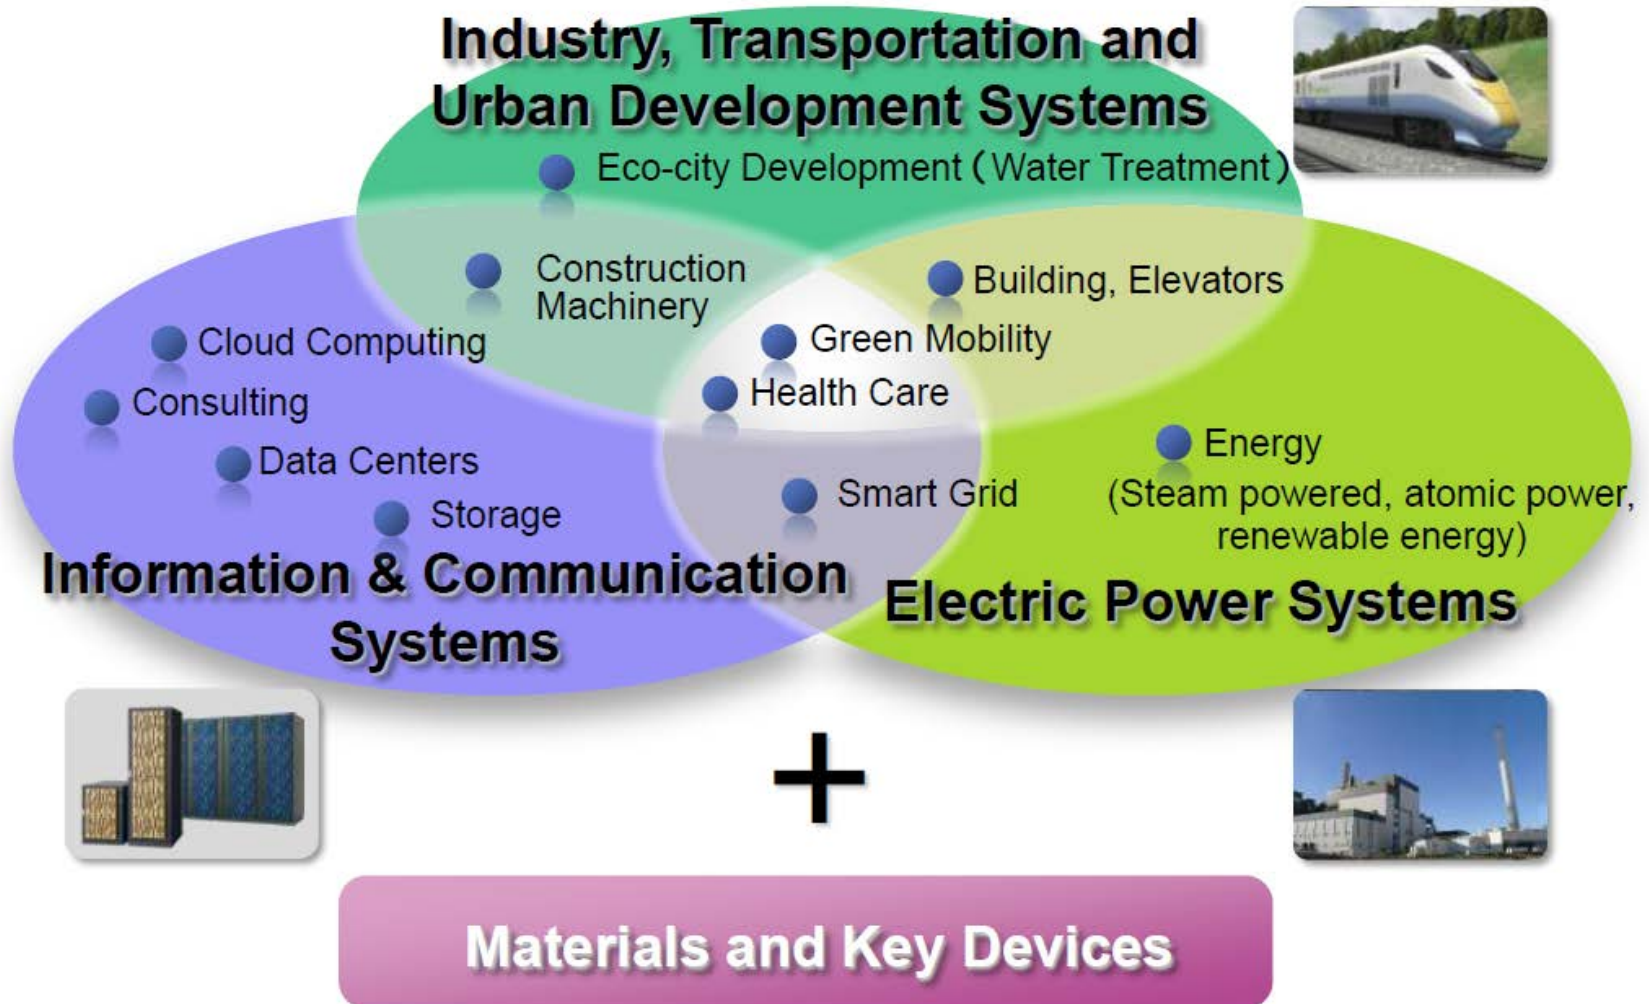 Industry, Transportation and
Urban Development Systems
Eco-city Development (Water Treatment)
Construction
Machinery
Building, Elevators
Cloud Computing
Green Mobility
Consulting
Health Care
Data Centers
Energy
Storage
Smart Grid
(Steam powered, atomic power,
renewable energy)
Information & Communication
Systems
Electric Power Systems
+
Materials and Key Devices